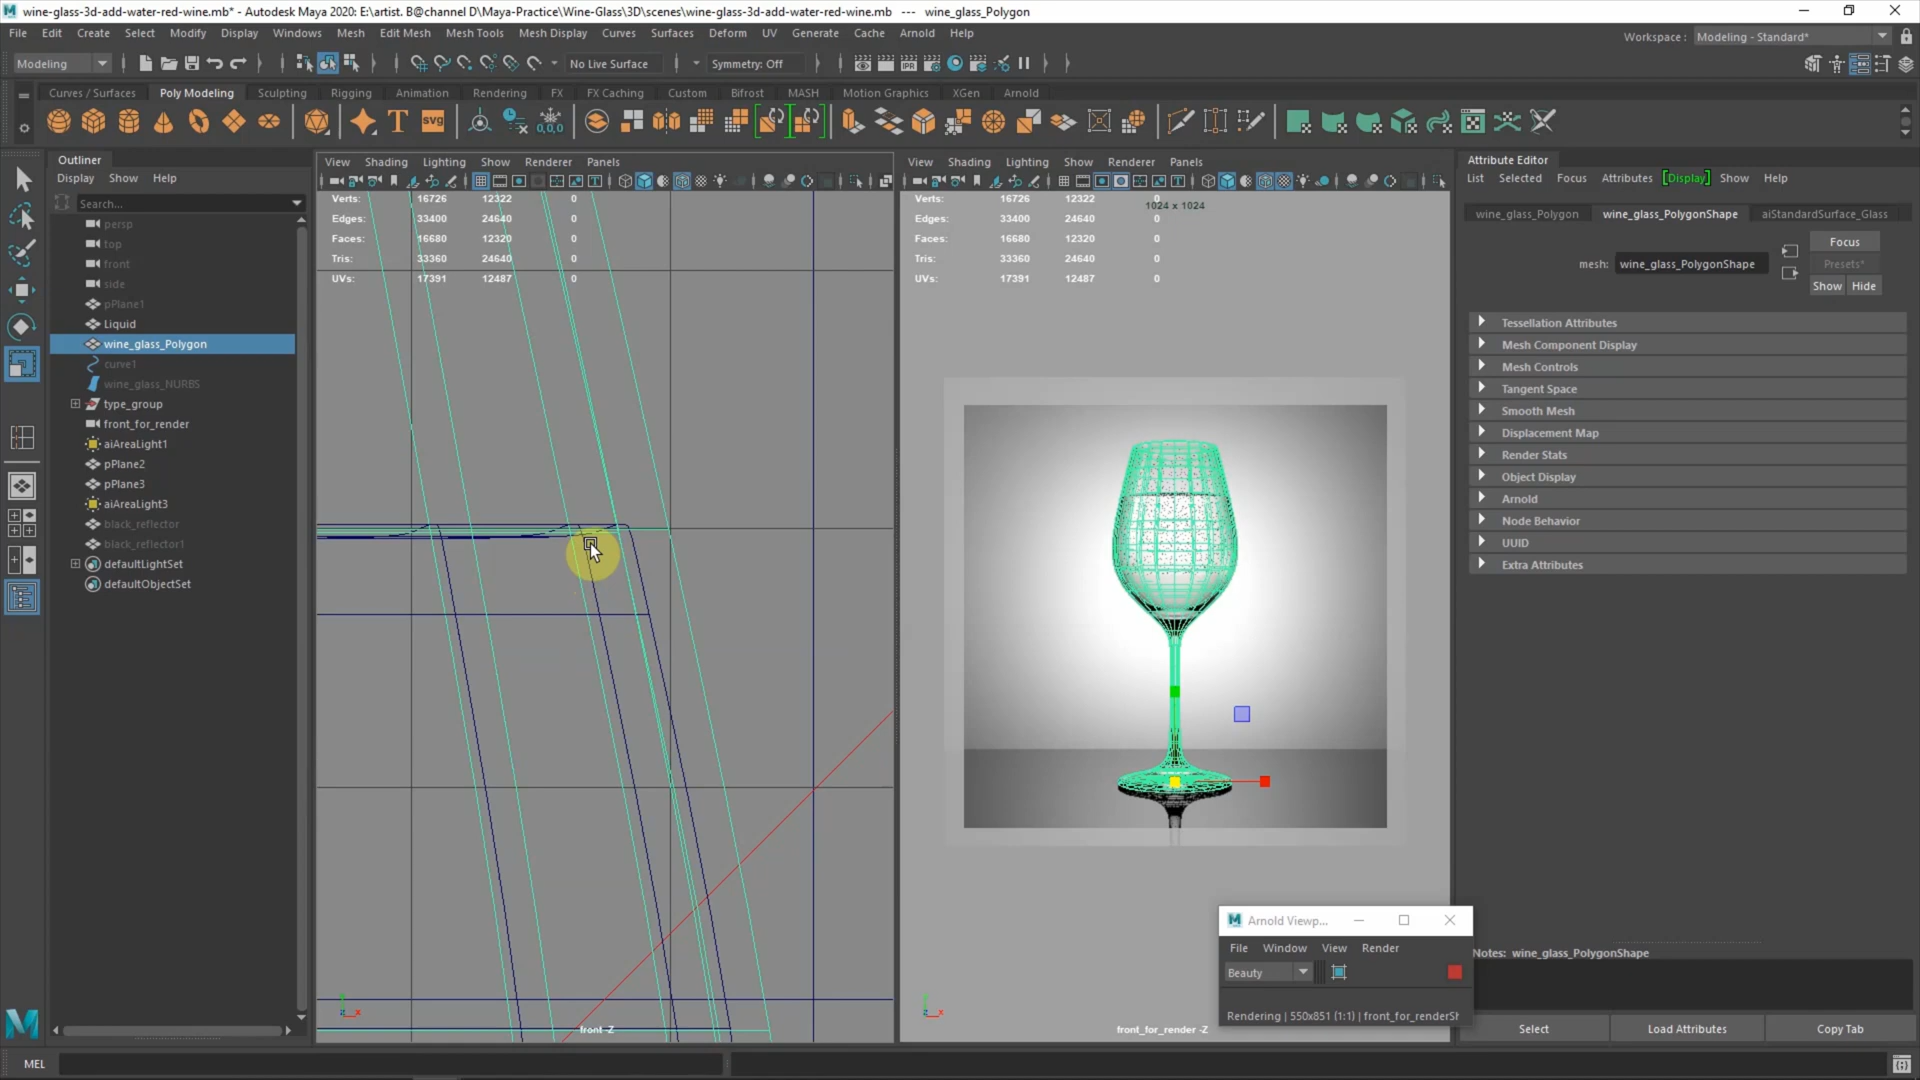 wine-glass-3d-add-water-red-wine.mb* - Autodesk Maya 2020: E:\artist. B@channel D\Maya-Practice\Wine-Glass\3D\scenes\wine-glass-3d-add-water-red-wine.mb --- wine_glass_Polygon
File Edit Create Select Modify Display Windows Mesh Edit Mesh Mesh Tools Mesh Display Curves Surfaces Deform UV Generate Cache Arnold Help
Workspace : Modeling - Standard*
Modeling No Live Surface Symmetry: Off
IPR
Curves / Surfaces Poly Modeling Sculpting Rigging Animation Rendering FX FX Caching Custom Bifrost MASH Motion Graphics XGen Arnold
T SVG 0,0,0
Outliner
Display Show Help
Search...
persp
top
front
side
pPlane1
Liquid
wine_glass_Polygon
curve1
wine_glass_NURBS
type_group
front_for_render
aiAreaLight1
pPlane2
pPlane3
aiAreaLight3
black_reflector
black_reflector1
defaultLightSet
defaultObjectSet
View Shading Lighting Show Renderer Panels
Verts: 16726 12322 0
Edges: 33400 24640 0
Faces: 16680 12320 0
Tris: 33360 24640 0
UVs: 17391 12487 0
front -Z
View Shading Lighting Show Renderer Panels
Verts: 16726 12322 0
1024 x 1024
Edges: 33400 24640 0
Faces: 16680 12320 0
Tris: 33360 24640 0
UVs: 17391 12487 0
front_for_render -Z
Arnold Viewp...
File Window View Render
Beauty
Rendering | 550x851 (1:1) | front_for_renderSh
Attribute Editor
List Selected Focus Attributes [Display] Show Help
wine_glass_Polygon wine_glass_PolygonShape aiStandardSurface_Glass
Focus
mesh: wine_glass_PolygonShape
Presets*
Show Hide
Tessellation Attributes
Mesh Component Display
Mesh Controls
Tangent Space
Smooth Mesh
Displacement Map
Render Stats
Object Display
Arnold
Node Behavior
UUID
Extra Attributes
Notes: wine_glass_PolygonShape
Select Load Attributes Copy Tab
MEL